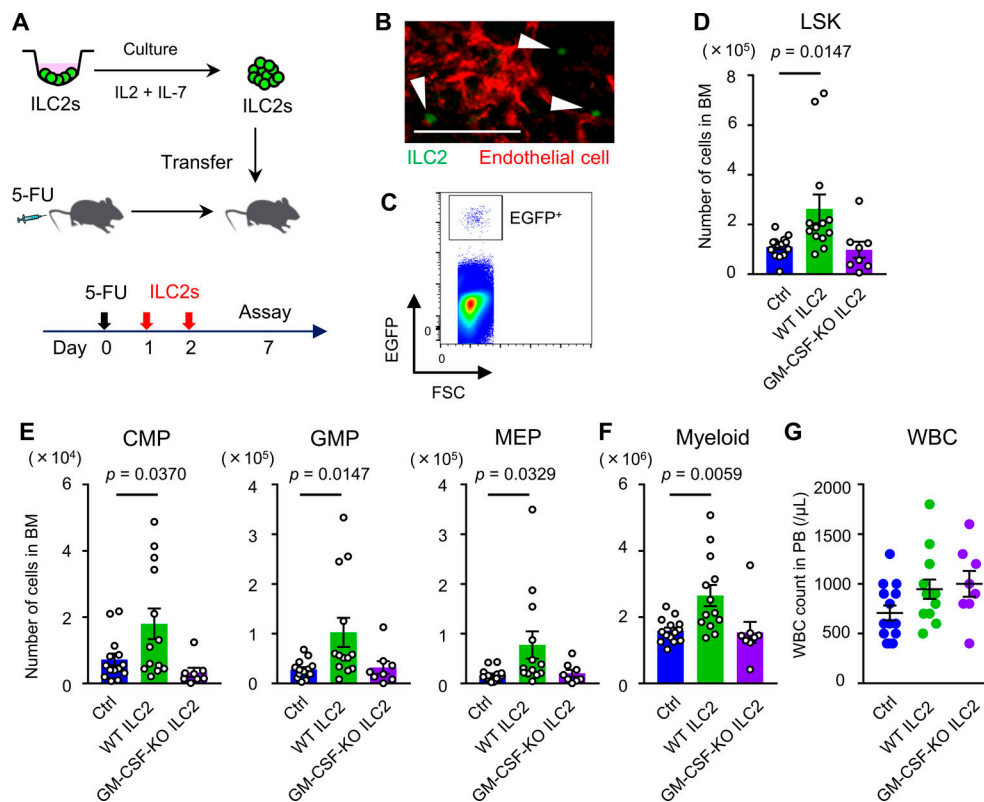 A
Culture
IL2 + IL-7
ILC2s
ILC2s
Transfer
5-FU
5-FU
ILC2s
Assay
Day
0
1
2
7
B
ILC2
Endothelial cell
C
EGFP+
EGFP
0
0
FSC
D
LSK
(×10⁵)
p = 0.0147
Number of cells in BM
8
6
4
2
0
Ctrl
WT ILC2
GM-CSF-KO ILC2
E
CMP
(×10⁴)
p = 0.0370
Number of cells in BM
6
4
2
0
Ctrl
WT ILC2
GM-CSF-KO ILC2
GMP
(×10⁵)
p = 0.0147
4
3
2
1
0
Ctrl
WT ILC2
GM-CSF-KO ILC2
MEP
(×10⁵)
p = 0.0329
4
3
2
1
0
Ctrl
WT ILC2
GM-CSF-KO ILC2
F
Myeloid
(×10⁶)
p = 0.0059
6
4
2
0
Ctrl
WT ILC2
GM-CSF-KO ILC2
G
WBC
WBC count in PB (/μL)
2000
1500
1000
500
0
Ctrl
WT ILC2
GM-CSF-KO ILC2